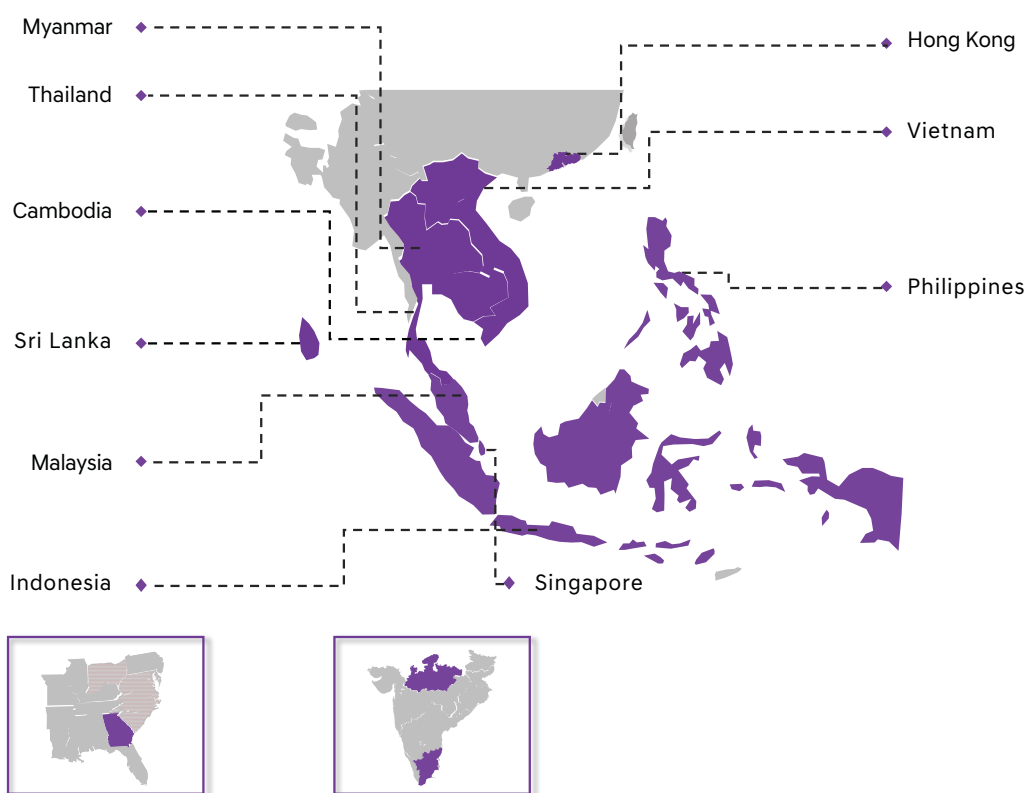 Myanmar
Thailand
Cambodia
Sri Lanka
Malaysia
Indonesia
Hong Kong
Vietnam
Philippines
Singapore